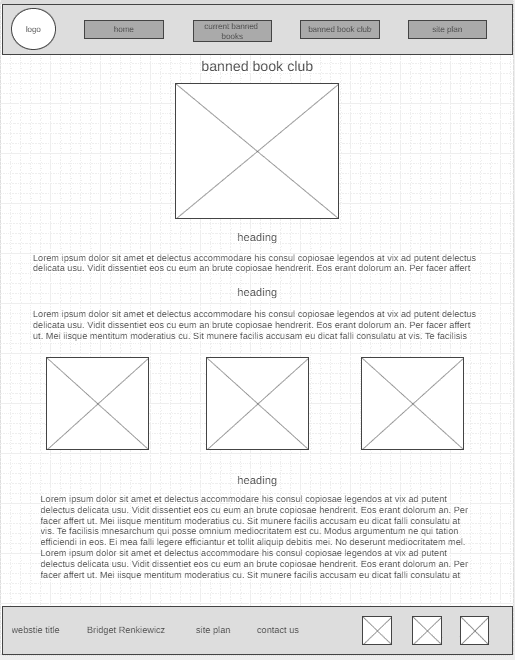 logo
home
current banned
books
banned book club
site plan
banned book club
heading
Lorem ipsum dolor sit amet et delectus accommodare his consul copiosae legendos at vix ad putent delectus
delicata usu. Vidit dissentiet eos cu eum an brute copiosae hendrerit. Eos erant dolorum an. Per facer affert
heading
Lorem ipsum dolor sit amet et delectus accommodare his consul copiosae legendos at vix ad putent delectus
delicata usu. Vidit dissentiet eos cu eum an brute copiosae hendrerit. Eos erant dolorum an. Per facer affert
ut. Mei iisque mentitum moderatius cu. Sit munere facilis accusam eu dicat falli consulatu at vis. Te facilisis
heading
Lorem ipsum dolor sit amet et delectus accommodare his consul copiosae legendos at vix ad putent
delectus delicata usu. Vidit dissentiet eos cu eum an brute copiosae hendrerit. Eos erant dolorum an. Per
facer affert ut. Mei iisque mentitum moderatius cu. Sit munere facilis accusam eu dicat falli consulatu at
vis. Te facilisis mnesarchum qui posse omnium mediocritatem est cu. Modus argumentum ne qui tation
efficiendi in eos. Ei mea falli legere efficiantur et tollit aliquip debitis mei. No deserunt mediocritatem mel.
Lorem ipsum dolor sit amet et delectus accommodare his consul copiosae legendos at vix ad putent
delectus delicata usu. Vidit dissentiet eos cu eum an brute copiosae hendrerit. Eos erant dolorum an. Per
facer affert ut. Mei iisque mentitum moderatius cu. Sit munere facilis accusam eu dicat falli consulatu at
webstie title
Bridget Renkiewicz
site plan
contact us